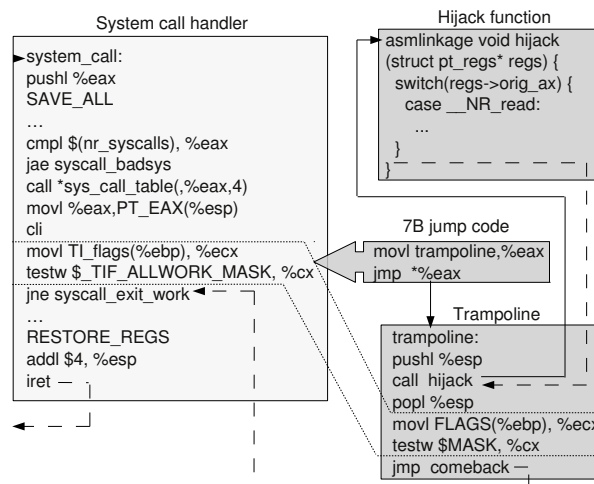 System call handler
system_call:
pushl %eax
SAVE_ALL
...
cmpl $(nr_syscalls), %eax
jae syscall_badsys
call *sys_call_table(,%eax,4)
movl %eax,PT_EAX(%esp)
cli
movl TI_flags(%ebp), %ecx
testw $_TIF_ALLWORK_MASK, %cx
jne syscall_exit_work
...
RESTORE_REGS
addl $4, %esp
iret
Hijack function
asmlinkage void hijack
(struct pt_regs* regs) {
switch(regs->orig_ax) {
case __NR_read:
...
}
}
7B jump code
movl trampoline,%eax
jmp *%eax
Trampoline
trampoline:
pushl %esp
call hijack
popl %esp
movl FLAGS(%ebp), %ecx
testw $MASK, %cx
jmp comeback